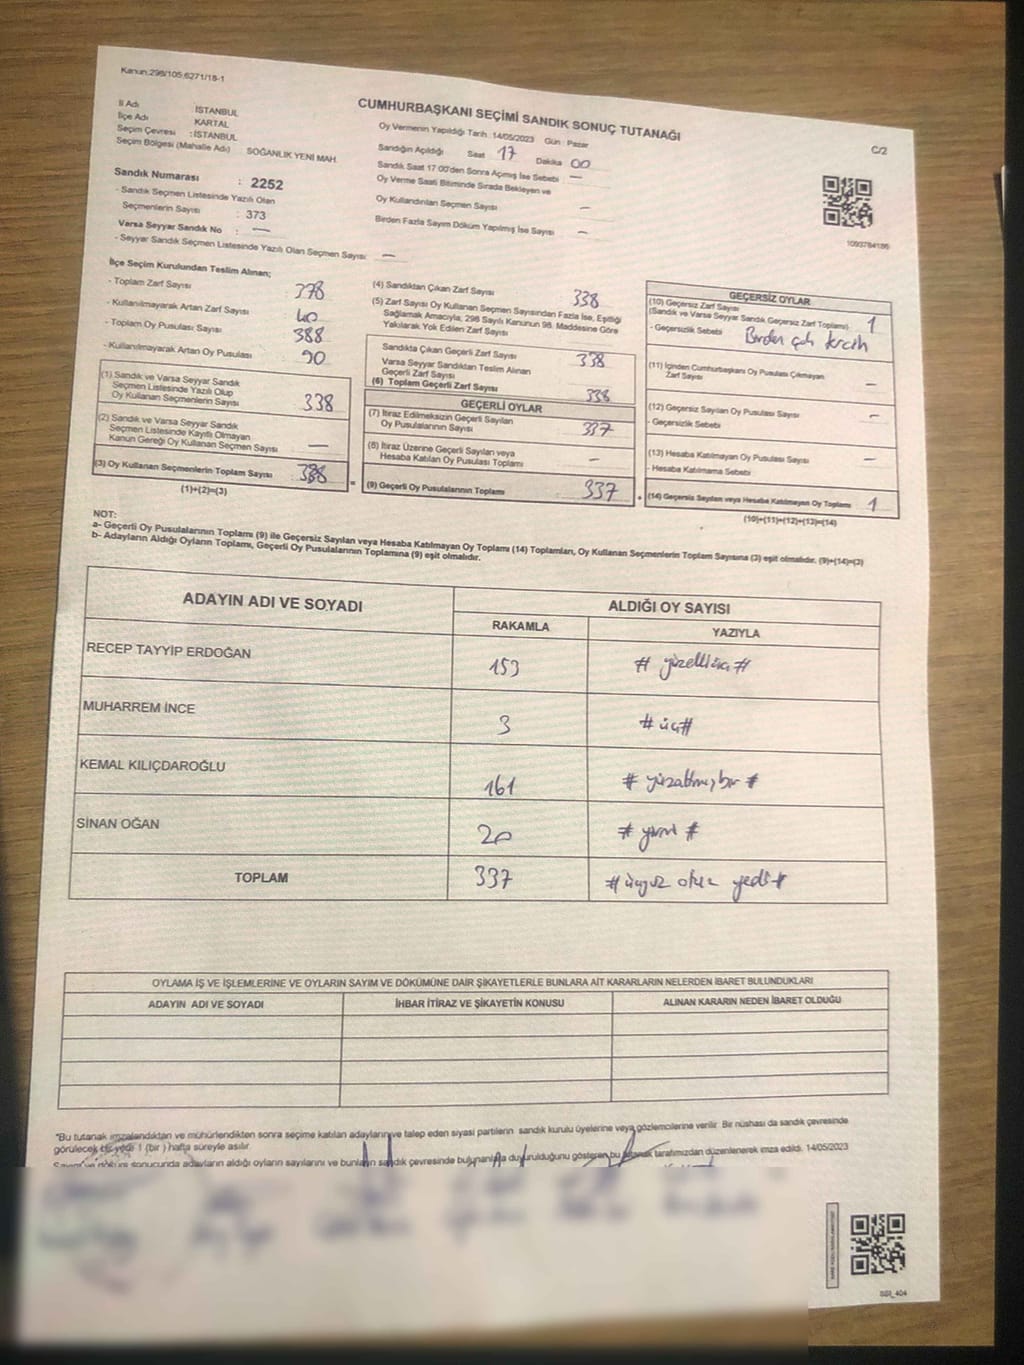 Kanun:298/105;6271/18-1
CUMHURBAŞKANI SEÇİMİ SANDIK SONUÇ TUTANAĞI
C/2
İl Adı İSTANBUL
İlçe Adı KARTAL
Seçim Çevresi : İSTANBUL
Seçim Bölgesi (Mahalle Adı) : SOĞANLIK YENİ MAH.
Sandık Numarası : 2252
- Sandık Seçmen Listesinde Yazılı Olan
Seçmenlerin Sayısı : 373
Varsa Seyyar Sandık No : —
- Seyyar Sandık Seçmen Listesinde Yazılı Olan Seçmen Sayısı : —
Oy Vermenin Yapıldığı Tarih: 14/05/2023 Gün : Pazar
Sandığın Açıldığı Saat 17 Dakika 00
Sandık Saat 17:00'den Sonra Açmış İse Sebebi : —
Oy Verme Saati Bitiminde Sırada Bekleyen ve
Oy Kullandırılan Seçmen Sayısı —
Birden Fazla Sayım Döküm Yapılmış İse Sayısı —
1093784186
İlçe Seçim Kurulundan Teslim Alınan;
- Toplam Zarf Sayısı : 378
- Kullanılmayarak Artan Zarf Sayısı : 40
- Toplam Oy Pusulası Sayısı : 388
- Kullanılmayarak Artan Oy Pusulası 90
(1) Sandık ve Varsa Seyyar Sandık
Seçmen Listesinde Yazılı Olup
Oy Kullanan Seçmenlerin Sayısı : 338
(2) Sandık ve Varsa Seyyar Sandık
Seçmen Listesinde Kayıtlı Olmayan
Kanun Gereği Oy Kullanan Seçmen Sayısı : —
(3) Oy Kullanan Seçmenlerin Toplam Sayısı : 338
(1)+(2)=(3)
(4) Sandıktan Çıkan Zarf Sayısı 338
(5) Zarf Sayısı Oy Kullanan Seçmen Sayısından Fazla İse, Eşitliği
Sağlamak Amacıyla, 298 Sayılı Kanunun 98. Maddesine Göre
Yakılarak Yok Edilen Zarf Sayısı
Sandıkta Çıkan Geçerli Zarf Sayısı 338
Varsa Seyyar Sandıktan Teslim Alınan
Geçerli Zarf Sayısı
(6) Toplam Geçerli Zarf Sayısı 338
GEÇERLİ OYLAR
(7) İtiraz Edilmeksizin Geçerli Sayılan
Oy Pusulalarının Sayısı 337
(8) İtiraz Üzerine Geçerli Sayılan veya
Hesaba Katılan Oy Pusulası Toplamı —
(9) Geçerli Oy Pusulalarının Toplamı 337
GEÇERSİZ OYLAR
(10) Geçersiz Zarf Sayısı
(Sandık ve Varsa Seyyar Sandık Geçersiz Zarf Toplamı) 1
- Geçersizlik Sebebi Birden çok tercih
(11) İçinden Cumhurbaşkanı Oy Pusulası Çıkmayan
Zarf Sayısı —
(12) Geçersiz Sayılan Oy Pusulası Sayısı —
- Geçersizlik Sebebi
(13) Hesaba Katılmayan Oy Pusulası Sayısı —
- Hesaba Katılmama Sebebi
(14) Geçersiz Sayılan veya Hesaba Katılmayan Oy Toplamı 1
(10)+(11)+(12)+(13)=(14)
NOT:
a- Geçerli Oy Pusulalarının Toplamı (9) ile Geçersiz Sayılan veya Hesaba Katılmayan Oy Toplamı (14) Toplamları, Oy Kullanan Seçmenlerin Toplam Sayısına (3) eşit olmalıdır. (9)+(14)=(3)
b- Adayların Aldığı Oyların Toplamı, Geçerli Oy Pusulalarının Toplamına (9) eşit olmalıdır.
ADAYIN ADI VE SOYADI ALDIĞI OY SAYISI
RAKAMLA YAZIYLA
RECEP TAYYİP ERDOĞAN 153 # yüzelliüç #
MUHARREM İNCE 3 # üç #
KEMAL KILIÇDAROĞLU 161 # yüzaltmışbir #
SİNAN OĞAN 20 # yirmi #
TOPLAM 337 # üçyüz otuz yedi #
OYLAMA İŞ VE İŞLEMLERİNE VE OYLARIN SAYIM VE DÖKÜMÜNE DAİR ŞİKAYETLERLE BUNLARA AİT KARARLARIN NELERDEN İBARET BULUNDUKLARI
ADAYIN ADI VE SOYADI İHBAR İTİRAZ VE ŞİKAYETİN KONUSU ALINAN KARARIN NEDEN İBARET OLDUĞU
*Bu tutanak imzalandıktan ve mühürlendikten sonra seçime katılan adayların ve talep eden siyasi partilerin sandık kurulu üyelerine veya gözlemcilerine verilir. Bir nüshası da sandık çevresinde
görülecek bir yere 1 (bir) hafta süreyle asılır.
Sayım ve döküm sonucunda adayların aldığı oyların sayılarını ve bunların sandık çevresinde bulunanlara duyurulduğunu gösteren bu tutanak tarafımızdan düzenlenerek imza edildi. 14/05/2023